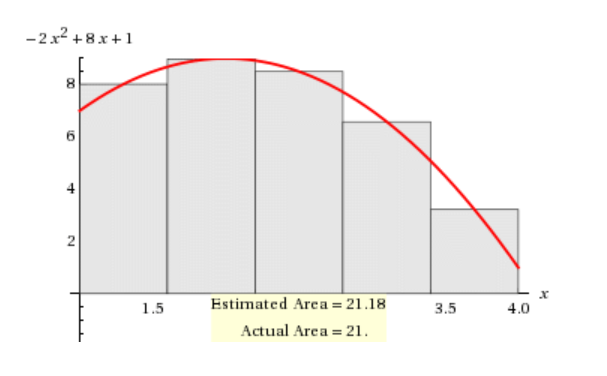 −2 x² + 8 x + 1
8
6
4
2
x
1.5
3.5
4.0
Estimated Area = 21.18
Actual Area = 21.